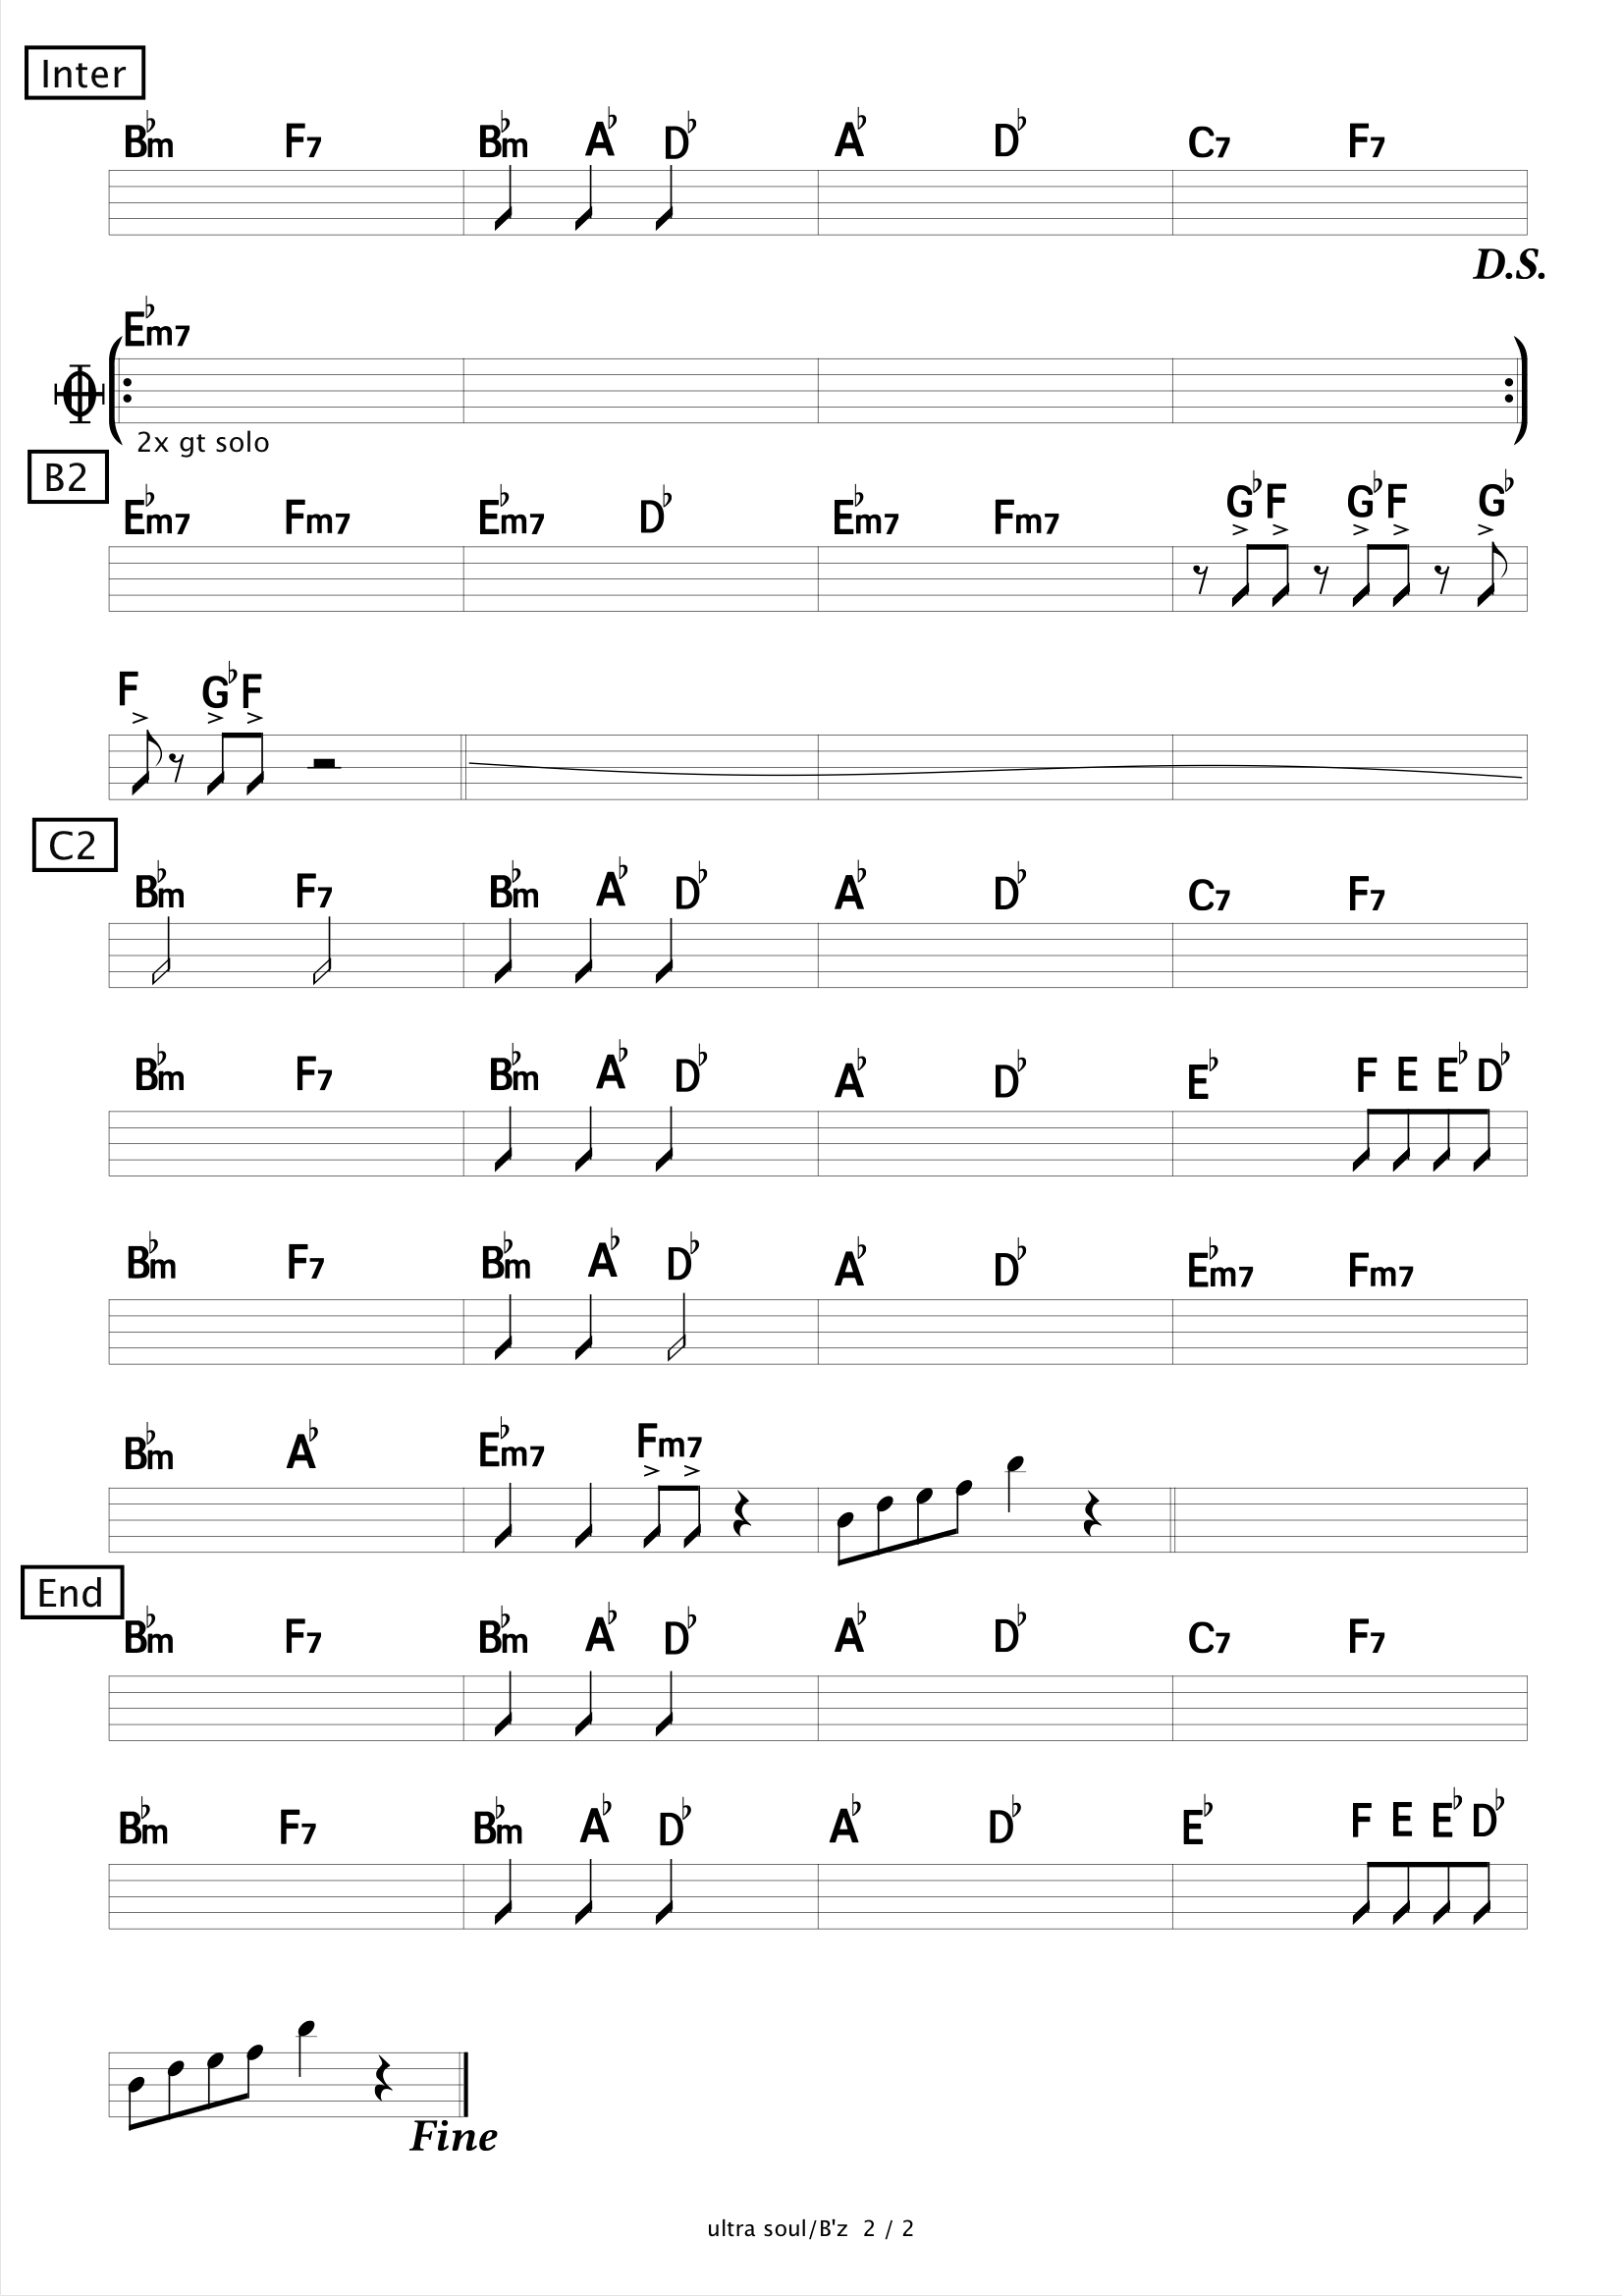 Inter
B♭m F7 B♭m A♭ D♭ A♭ D♭ C7 F7
D.S.
E♭m7
2x gt solo
B2
E♭m7 Fm7 E♭m7 D♭ E♭m7 Fm7 G♭ F G♭ F G♭
F G♭ F
C2
B♭m F7 B♭m A♭ D♭ A♭ D♭ C7 F7
B♭m F7 B♭m A♭ D♭ A♭ D♭ E♭ F E E♭ D♭
B♭m F7 B♭m A♭ D♭ A♭ D♭ E♭m7 Fm7
B♭m A♭ E♭m7 Fm7
End
B♭m F7 B♭m A♭ D♭ A♭ D♭ C7 F7
B♭m F7 B♭m A♭ D♭ A♭ D♭ E♭ F E E♭ D♭
Fine
ultra soul/B'z 2 / 2